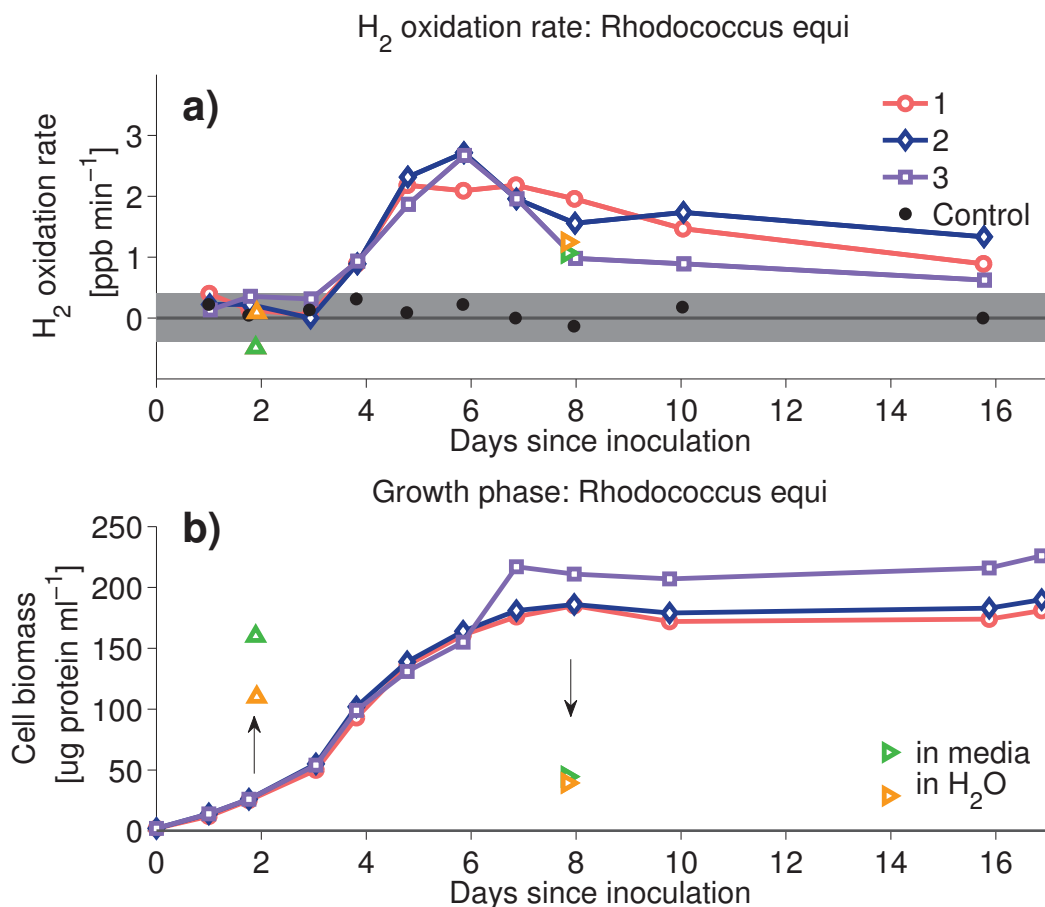 H2 oxidation rate: Rhodococcus equi
a)
1
2
3
Control
H2 oxidation rate
[ppb min−1]
3
2
1
0
0 2 4 6 8 10 12 14 16
Days since inoculation
Growth phase: Rhodococcus equi
b)
Cell biomass
[ug protein ml−1]
250
200
150
100
50
0
in media
in H2O
0 2 4 6 8 10 12 14 16
Days since inoculation